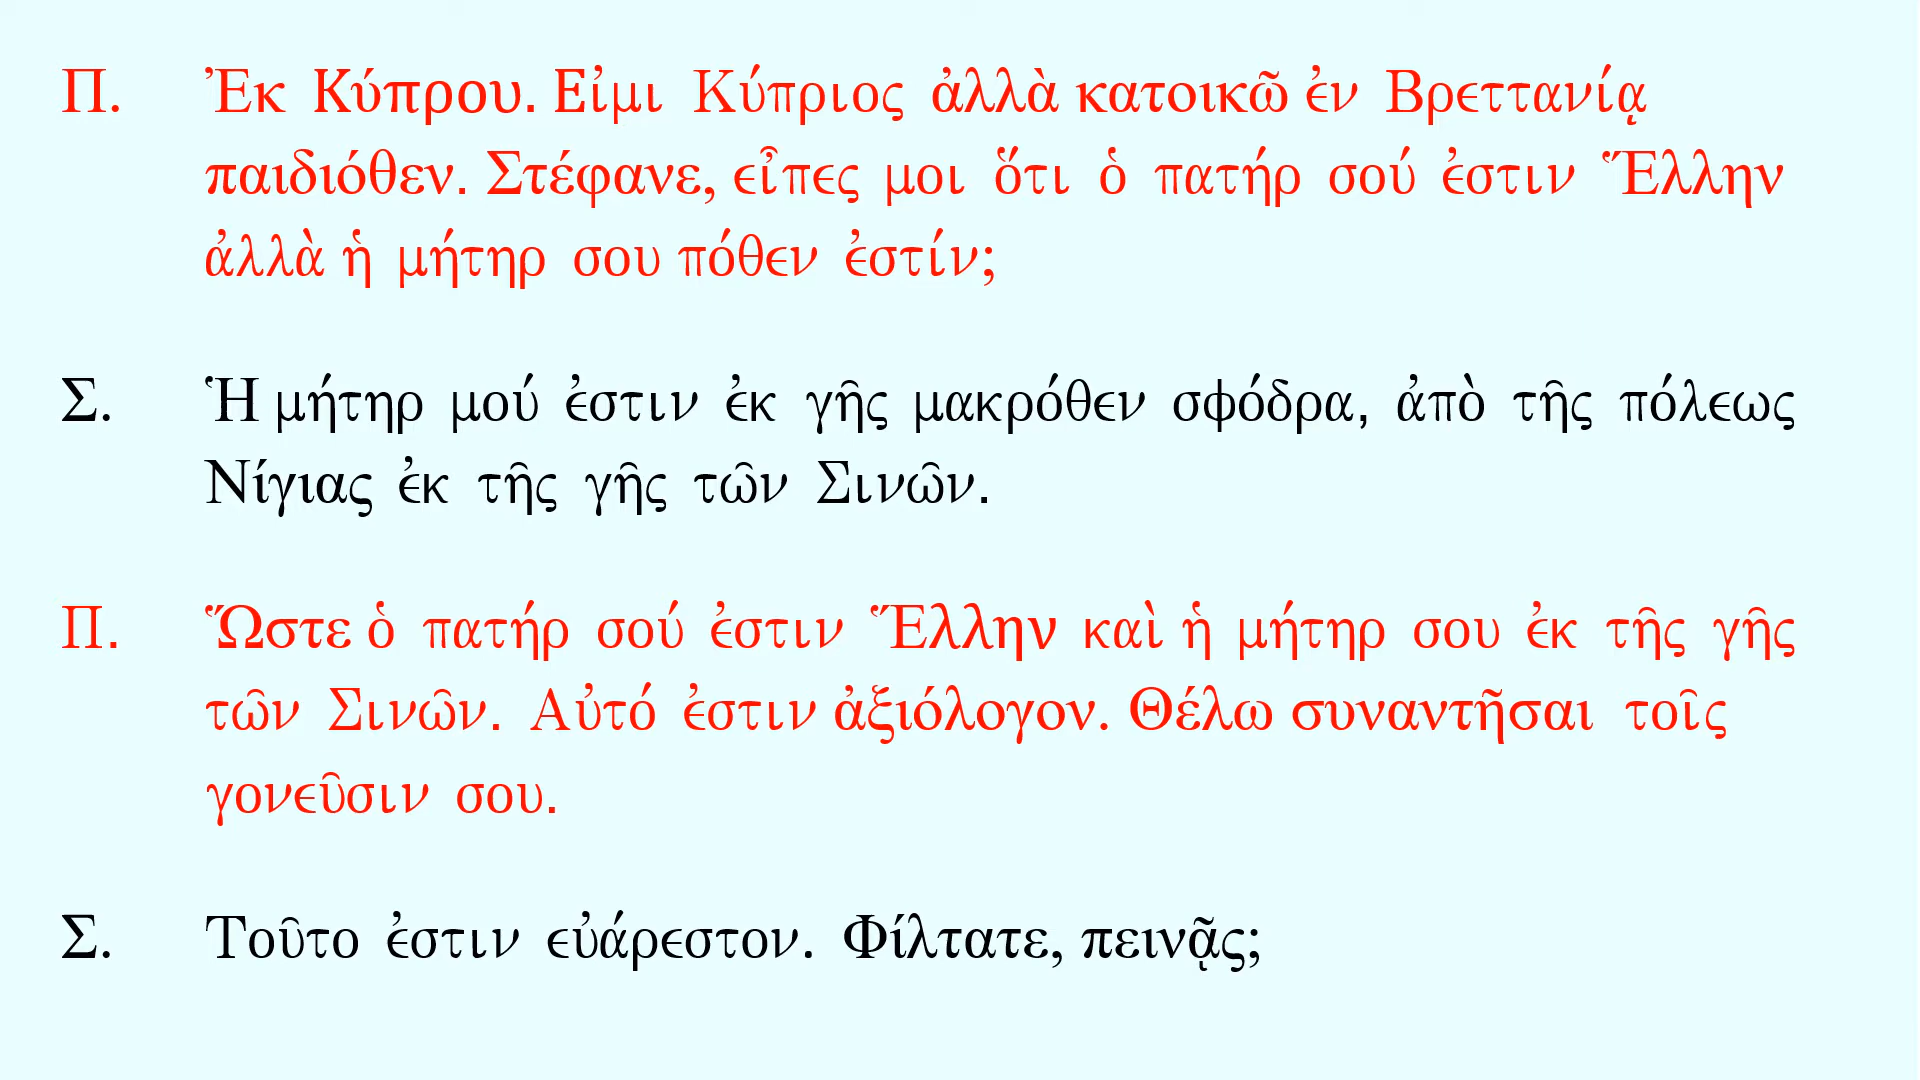 Π. Ἐκ Κύπρου. Εἰμι Κύπριος ἀλλὰ κατοικῶ ἐν Βρεττανίᾳ
παιδιόθεν. Στέφανε, εἶπες μοι ὅτι ὁ πατήρ σού ἐστιν Ἕλλην
ἀλλὰ ἡ μήτηρ σου πόθεν ἐστίν;
Σ. Ἡ μήτηρ μού ἐστιν ἐκ γῆς μακρόθεν σφόδρα, ἀπὸ τῆς πόλεως
Νίγιας ἐκ τῆς γῆς τῶν Σινῶν.
Π. Ὥστε ὁ πατήρ σού ἐστιν Ἕλλην καὶ ἡ μήτηρ σου ἐκ τῆς γῆς
τῶν Σινῶν. Αὐτό ἐστιν ἀξιόλογον. Θέλω συναντῆσαι τοῖς
γονεῦσιν σου.
Σ. Τοῦτο ἐστιν εὐάρεστον. Φίλτατε, πεινᾷς;